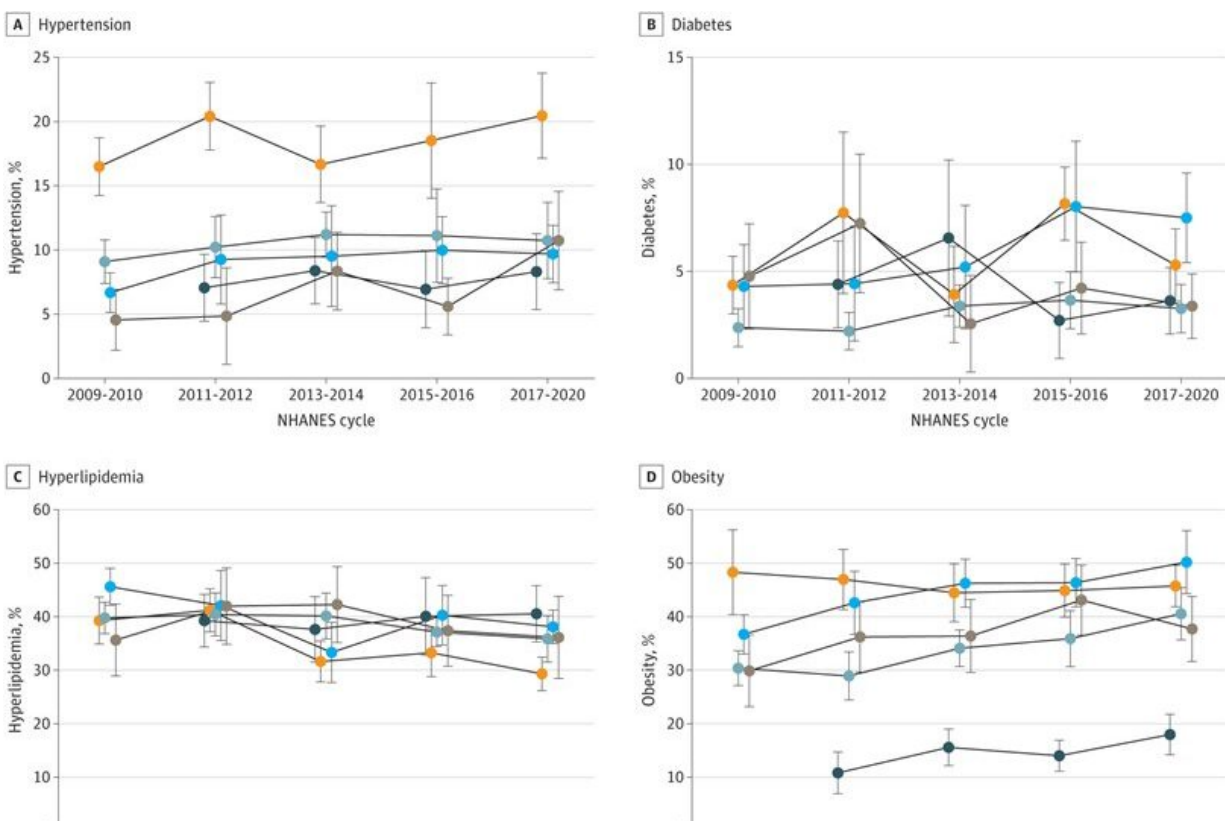 A Hypertension
25
20
15
10
5
0
Hypertension, %
2009-2010 2011-2012 2013-2014 2015-2016 2017-2020
NHANES cycle
B Diabetes
15
10
5
0
Diabetes, %
2009-2010 2011-2012 2013-2014 2015-2016 2017-2020
NHANES cycle
C Hyperlipidemia
60
50
40
30
20
10
Hyperlipidemia, %
D Obesity
60
50
40
30
20
10
Obesity, %